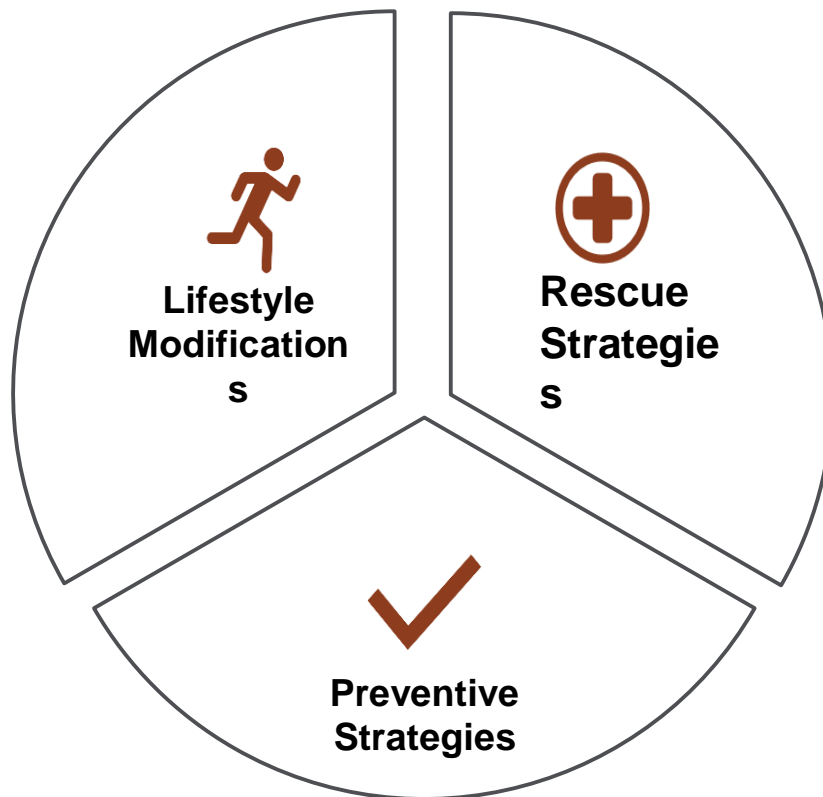 Lifestyle
Modification
s
Rescue
Strategie
s
Preventive
Strategies